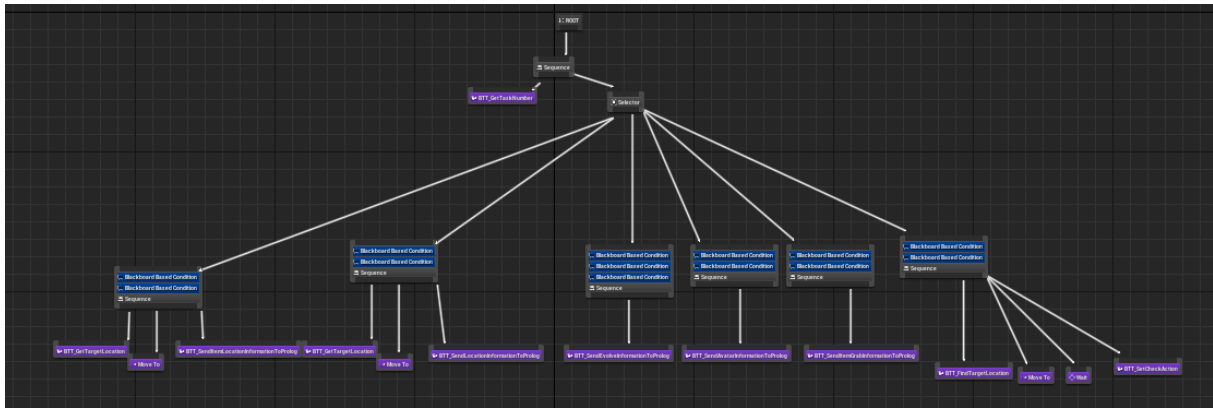 ROOT
Sequence
BTT_GetTaskNumber
Selector
Blackboard Based Condition
Blackboard Based Condition
Sequence
BTT_GetTargetLocation
Move To
BTT_SendItemLocationInformationToProlog
Blackboard Based Condition
Blackboard Based Condition
Sequence
BTT_GetTargetLocation
Move To
BTT_SendLocationInformationToProlog
Blackboard Based Condition
Blackboard Based Condition
Blackboard Based Condition
Sequence
BTT_SendEvolveInformationToProlog
Blackboard Based Condition
Blackboard Based Condition
Sequence
BTT_SendAvatarInformationToProlog
Blackboard Based Condition
Blackboard Based Condition
Sequence
BTT_SendItemGrabInformationToProlog
Blackboard Based Condition
Blackboard Based Condition
Sequence
BTT_FindTargetLocation
Move To
Wait
BTT_SetCheckAction